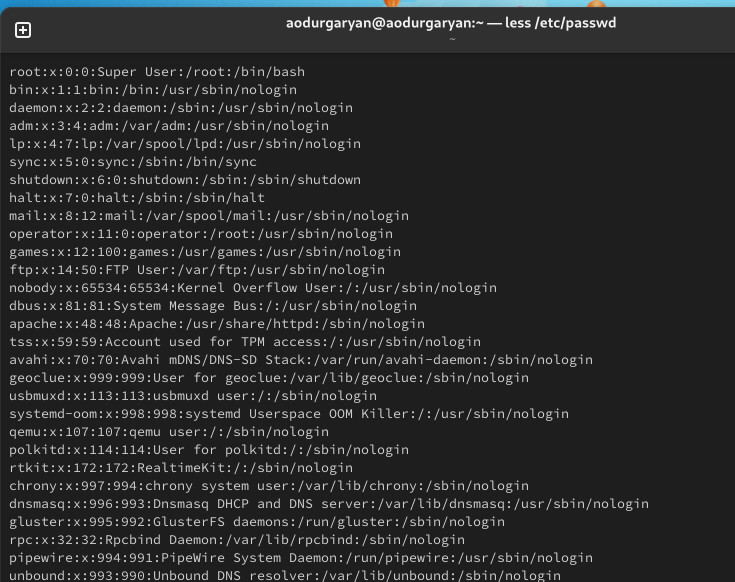 aodurgaryan@aodurgaryan:~ — less /etc/passwd
~
root:x:0:0:Super User:/root:/bin/bash
bin:x:1:1:bin:/bin:/usr/sbin/nologin
daemon:x:2:2:daemon:/sbin:/usr/sbin/nologin
adm:x:3:4:adm:/var/adm:/usr/sbin/nologin
lp:x:4:7:lp:/var/spool/lpd:/usr/sbin/nologin
sync:x:5:0:sync:/sbin:/bin/sync
shutdown:x:6:0:shutdown:/sbin:/sbin/shutdown
halt:x:7:0:halt:/sbin:/sbin/halt
mail:x:8:12:mail:/var/spool/mail:/usr/sbin/nologin
operator:x:11:0:operator:/root:/usr/sbin/nologin
games:x:12:100:games:/usr/games:/usr/sbin/nologin
ftp:x:14:50:FTP User:/var/ftp:/usr/sbin/nologin
nobody:x:65534:65534:Kernel Overflow User:/:/usr/sbin/nologin
dbus:x:81:81:System Message Bus:/:/usr/sbin/nologin
apache:x:48:48:Apache:/usr/share/httpd:/sbin/nologin
tss:x:59:59:Account used for TPM access:/:/usr/sbin/nologin
avahi:x:70:70:Avahi mDNS/DNS-SD Stack:/var/run/avahi-daemon:/sbin/nologin
geoclue:x:999:999:User for geoclue:/var/lib/geoclue:/sbin/nologin
usbmuxd:x:113:113:usbmuxd user:/:/sbin/nologin
systemd-oom:x:998:998:systemd Userspace OOM Killer:/:/usr/sbin/nologin
qemu:x:107:107:qemu user:/:/sbin/nologin
polkitd:x:114:114:User for polkitd:/:/sbin/nologin
rtkit:x:172:172:RealtimeKit:/:/sbin/nologin
chrony:x:997:994:chrony system user:/var/lib/chrony:/sbin/nologin
dnsmasq:x:996:993:Dnsmasq DHCP and DNS server:/var/lib/dnsmasq:/usr/sbin/nologin
gluster:x:995:992:GlusterFS daemons:/run/gluster:/sbin/nologin
rpc:x:32:32:Rpcbind Daemon:/var/lib/rpcbind:/sbin/nologin
pipewire:x:994:991:PipeWire System Daemon:/run/pipewire:/usr/sbin/nologin
unbound:x:993:990:Unbound DNS resolver:/var/lib/unbound:/sbin/nologin